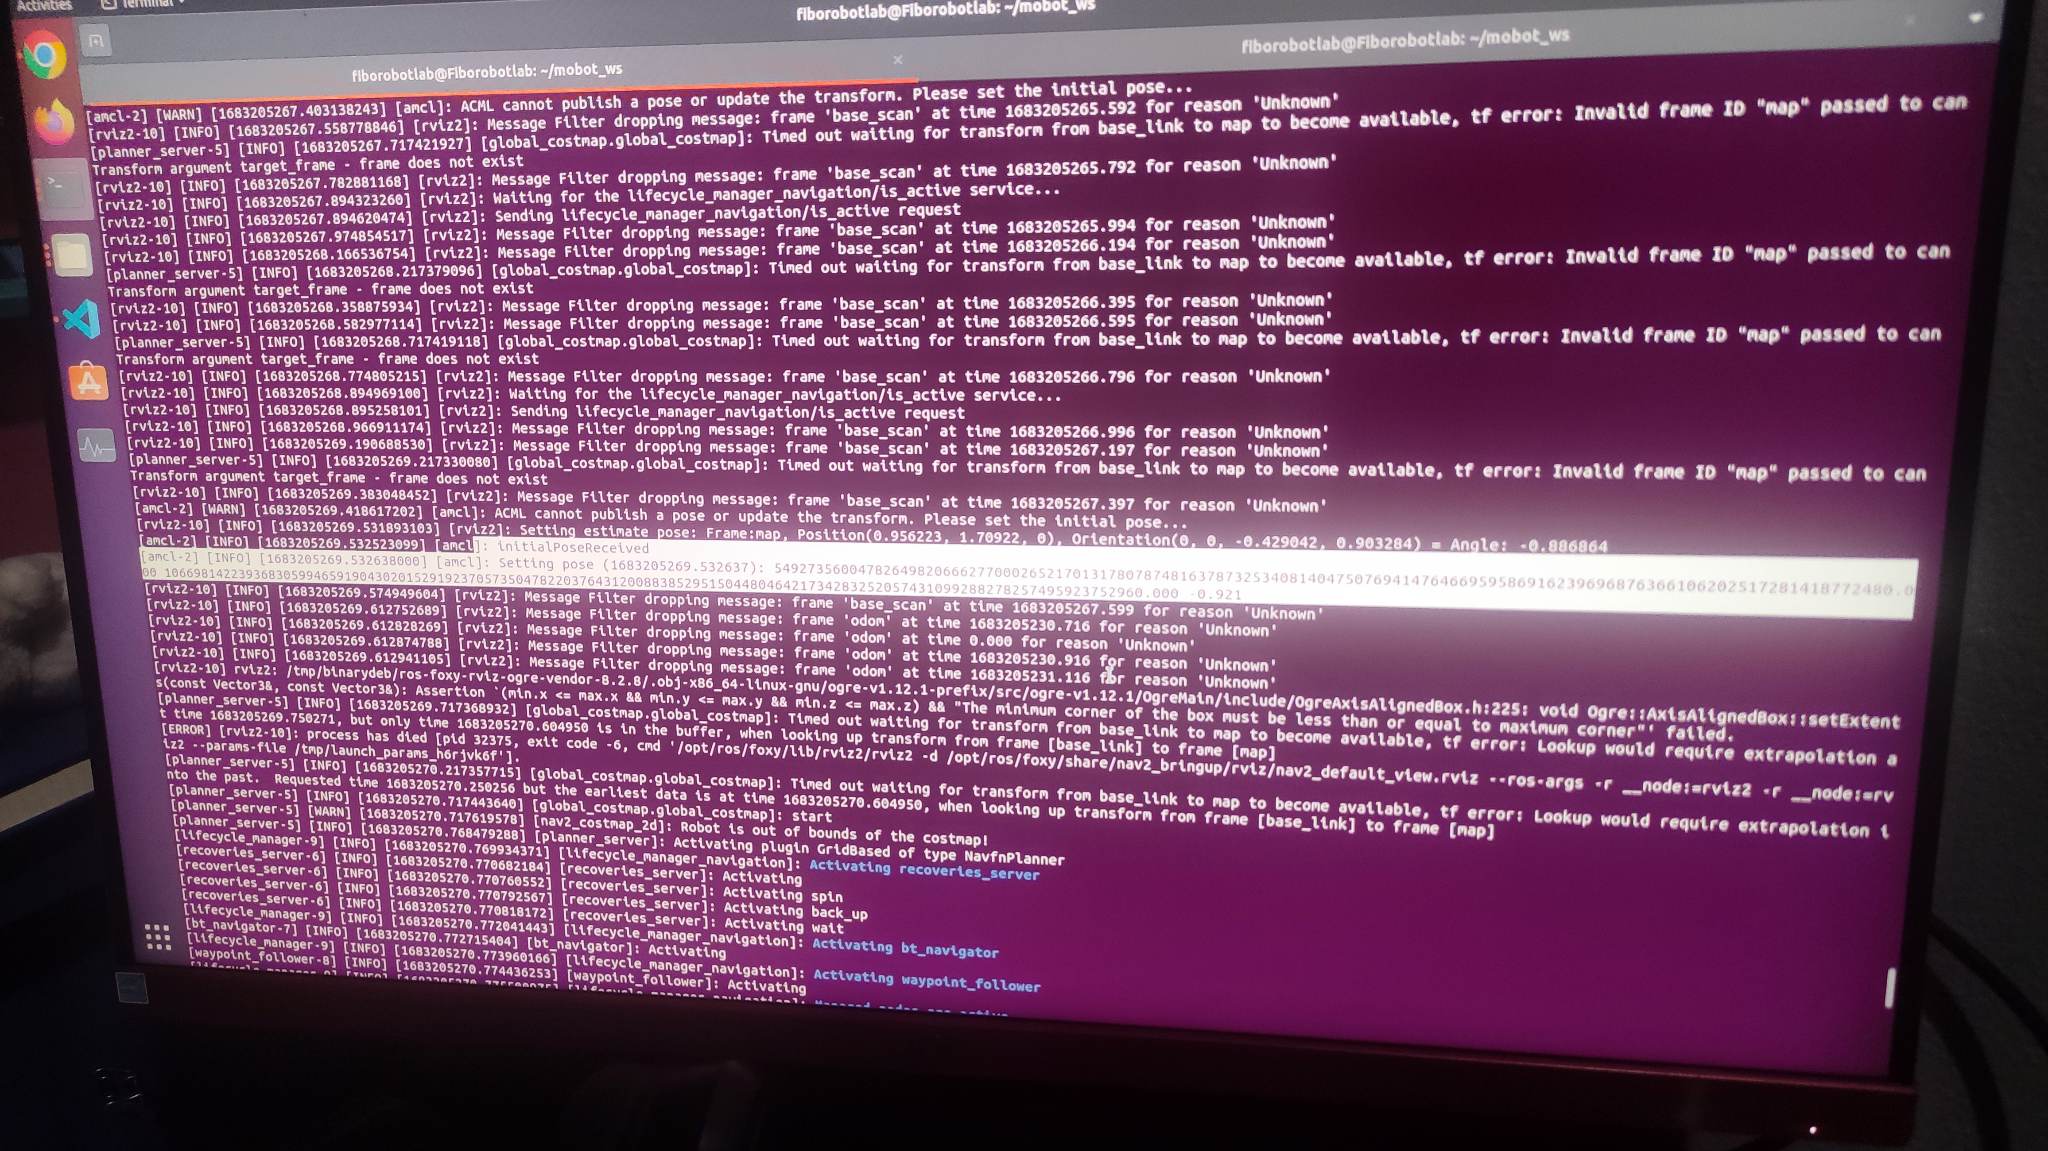 Activities
Terminal
fiborobotlab@Fiborobotlab: ~/mobot_ws
fiborobotlab@Fiborobotlab: ~/mobot_ws
fiborobotlab@Fiborobotlab: ~/mobot_ws
[amcl-2] [WARN] [1683205267.403138243] [amcl]: ACML cannot publish a pose or update the transform. Please set the initial pose...
[rviz2-10] [INFO] [1683205267.558778846] [rviz2]: Message Filter dropping message: frame 'base_scan' at time 1683205265.592 for reason 'Unknown'
[planner_server-5] [INFO] [1683205267.717421927] [global_costmap.global_costmap]: Timed out waiting for transform from base_link to map to become available, tf error: Invalid frame ID "map" passed to can
Transform argument target_frame - frame does not exist
[rviz2-10] [INFO] [1683205267.782881168] [rviz2]: Message Filter dropping message: frame 'base_scan' at time 1683205265.792 for reason 'Unknown'
[rviz2-10] [INFO] [1683205267.894323260] [rviz2]: Waiting for the lifecycle_manager_navigation/is_active service...
[rviz2-10] [INFO] [1683205267.894620474] [rviz2]: Sending lifecycle_manager_navigation/is_active request
[rviz2-10] [INFO] [1683205267.974854517] [rviz2]: Message Filter dropping message: frame 'base_scan' at time 1683205265.994 for reason 'Unknown'
[rviz2-10] [INFO] [1683205268.166536754] [rviz2]: Message Filter dropping message: frame 'base_scan' at time 1683205266.194 for reason 'Unknown'
[planner_server-5] [INFO] [1683205268.217379096] [global_costmap.global_costmap]: Timed out waiting for transform from base_link to map to become available, tf error: Invalid frame ID "map" passed to can
Transform argument target_frame - frame does not exist
[rviz2-10] [INFO] [1683205268.358875934] [rviz2]: Message Filter dropping message: frame 'base_scan' at time 1683205266.395 for reason 'Unknown'
[rviz2-10] [INFO] [1683205268.582977114] [rviz2]: Message Filter dropping message: frame 'base_scan' at time 1683205266.595 for reason 'Unknown'
[planner_server-5] [INFO] [1683205268.717419118] [global_costmap.global_costmap]: Timed out waiting for transform from base_link to map to become available, tf error: Invalid frame ID "map" passed to can
Transform argument target_frame - frame does not exist
[rviz2-10] [INFO] [1683205268.774805215] [rviz2]: Message Filter dropping message: frame 'base_scan' at time 1683205266.796 for reason 'Unknown'
[rviz2-10] [INFO] [1683205268.894969100] [rviz2]: Waiting for the lifecycle_manager_navigation/is_active service...
[rviz2-10] [INFO] [1683205268.895258101] [rviz2]: Sending lifecycle_manager_navigation/is_active request
[rviz2-10] [INFO] [1683205268.966911174] [rviz2]: Message Filter dropping message: frame 'base_scan' at time 1683205266.996 for reason 'Unknown'
[rviz2-10] [INFO] [1683205269.190688530] [rviz2]: Message Filter dropping message: frame 'base_scan' at time 1683205267.197 for reason 'Unknown'
[planner_server-5] [INFO] [1683205269.217330080] [global_costmap.global_costmap]: Timed out waiting for transform from base_link to map to become available, tf error: Invalid frame ID "map" passed to can
Transform argument target_frame - frame does not exist
[rviz2-10] [INFO] [1683205269.383048452] [rviz2]: Message Filter dropping message: frame 'base_scan' at time 1683205267.397 for reason 'Unknown'
[amcl-2] [WARN] [1683205269.418617202] [amcl]: ACML cannot publish a pose or update the transform. Please set the initial pose...
[rviz2-10] [INFO] [1683205269.531893103] [rviz2]: Setting estimate pose: Frame:map, Position(0.956223, 1.70922, 0), Orientation(0, 0, -0.429042, 0.903284) = Angle: -0.886864
[amcl-2] [INFO] [1683205269.532523099] [amcl]: initialPoseReceived
[amcl-2] [INFO] [1683205269.532638000] [amcl]: Setting pose (1683205269.532637):
-0.921
[rviz2-10] [INFO] [1683205269.574949604] [rviz2]: Message Filter dropping message: frame 'base_scan' at time 1683205267.599 for reason 'Unknown'
[rviz2-10] [INFO] [1683205269.612752689] [rviz2]: Message Filter dropping message: frame 'odom' at time 1683205230.716 for reason 'Unknown'
[rviz2-10] [INFO] [1683205269.612828269] [rviz2]: Message Filter dropping message: frame 'odom' at time 0.000 for reason 'Unknown'
[rviz2-10] [INFO] [1683205269.612874788] [rviz2]: Message Filter dropping message: frame 'odom' at time 1683205230.916 for reason 'Unknown'
[rviz2-10] [INFO] [1683205269.612941105] [rviz2]: Message Filter dropping message: frame 'odom' at time 1683205231.116 for reason 'Unknown'
[rviz2-10] rviz2: /tmp/binarydeb/ros-foxy-rviz-ogre-vendor-8.2.8/.obj-x86_64-linux-gnu/ogre-v1.12.1-prefix/src/ogre-v1.12.1/OgreMain/include/OgreAxisAlignedBox.h:225: void Ogre::AxisAlignedBox::setExtent
s(const Vector3&, const Vector3&): Assertion `(min.x <= max.x && min.y <= max.y && min.z <= max.z) && "The minimum corner of the box must be less than or equal to maximum corner"' failed.
[planner_server-5] [INFO] [1683205269.717368932] [global_costmap.global_costmap]: Timed out waiting for transform from base_link to map to become available, tf error: Lookup would require extrapolation a
t time 1683205269.750271, but only time 1683205270.604950 is in the buffer, when looking up transform from frame [base_link] to frame [map]
[ERROR] [rviz2-10]: process has died [pid 32375, exit code -6, cmd '/opt/ros/foxy/lib/rviz2/rviz2 -d /opt/ros/foxy/share/nav2_bringup/rviz/nav2_default_view.rviz --ros-args -r __node:=rviz2 -r __node:=rv
iz2 --params-file /tmp/launch_params_h6rjvk6f'].
[planner_server-5] [INFO] [1683205270.217357715] [global_costmap.global_costmap]: Timed out waiting for transform from base_link to map to become available, tf error: Lookup would require extrapolation i
nto the past.  Requested time 1683205270.250256 but the earliest data is at time 1683205270.604950, when looking up transform from frame [base_link] to frame [map]
[planner_server-5] [INFO] [1683205270.717443640] [global_costmap.global_costmap]: start
[planner_server-5] [WARN] [1683205270.717619578] [nav2_costmap_2d]: Robot is out of bounds of the costmap!
[planner_server-5] [INFO] [1683205270.768479288] [planner_server]: Activating plugin GridBased of type NavfnPlanner
[lifecycle_manager-9] [INFO] [1683205270.769934371] [lifecycle_manager_navigation]: Activating recoveries_server
[recoveries_server-6] [INFO] [1683205270.770682184] [recoveries_server]: Activating
[recoveries_server-6] [INFO] [1683205270.770760552] [recoveries_server]: Activating spin
[recoveries_server-6] [INFO] [1683205270.770792567] [recoveries_server]: Activating back_up
[recoveries_server-6] [INFO] [1683205270.770818172] [recoveries_server]: Activating wait
[lifecycle_manager-9] [INFO] [1683205270.772041443] [lifecycle_manager_navigation]: Activating bt_navigator
[bt_navigator-7] [INFO] [1683205270.772715404] [bt_navigator]: Activating
[lifecycle_manager-9] [INFO] [1683205270.773960166] [lifecycle_manager_navigation]: Activating waypoint_follower
[waypoint_follower-8] [INFO] [1683205270.774436253] [waypoint_follower]: Activating